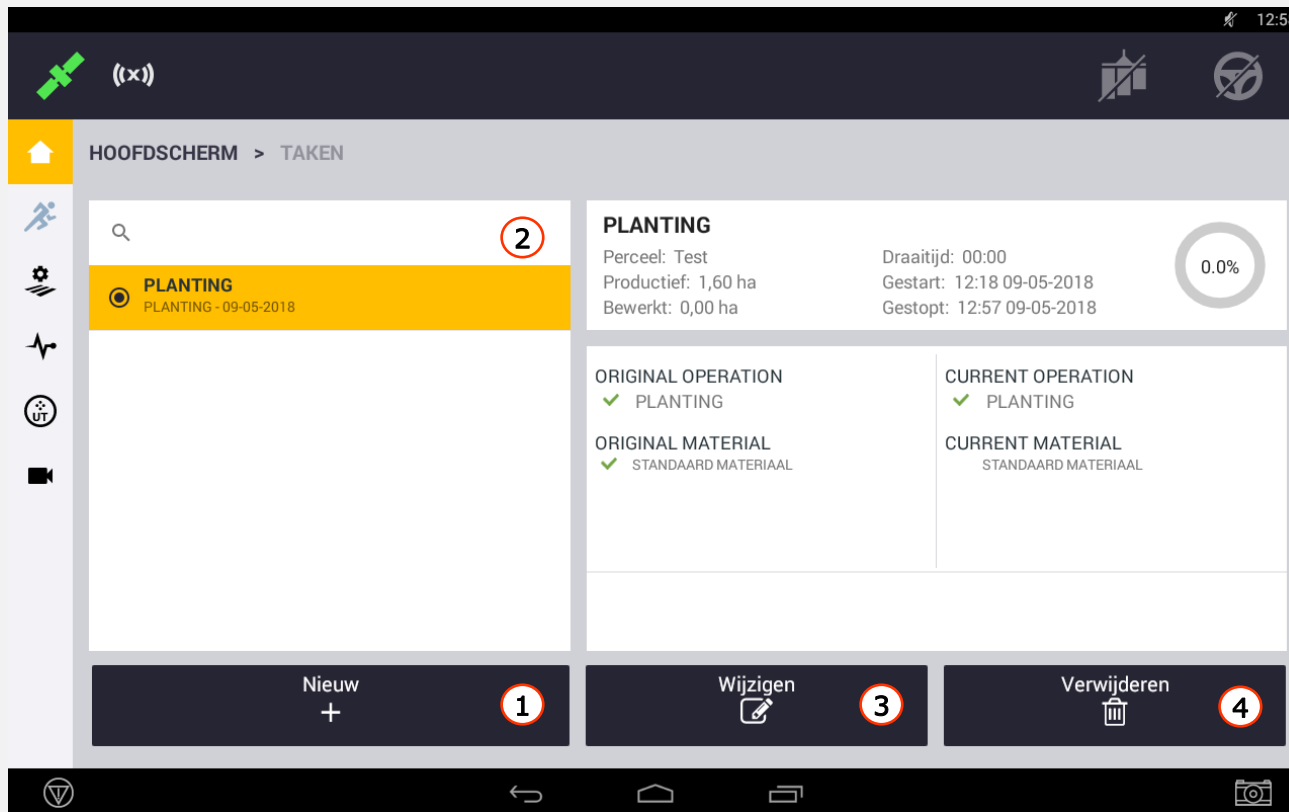 12:5
((x))
HOOFDSCHERM > TAKEN
2
PLANTING
PLANTING - 09-05-2018
PLANTING
Perceel: Test
Productief: 1,60 ha
Bewerkt: 0,00 ha
Draaitijd: 00:00
Gestart: 12:18 09-05-2018
Gestopt: 12:57 09-05-2018
0.0%
ORIGINAL OPERATION
PLANTING
ORIGINAL MATERIAL
STANDAARD MATERIAAL
CURRENT OPERATION
PLANTING
CURRENT MATERIAL
STANDAARD MATERIAAL
UT
Nieuw
1
Wijzigen
3
Verwijderen
4